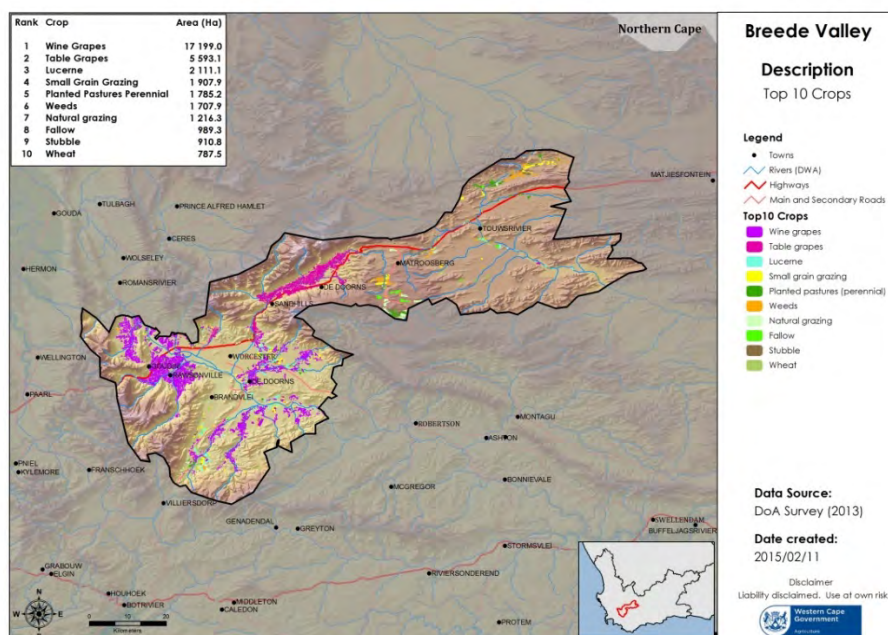 Rank Crop Area (Ha)
1 Wine Grapes 17 199.0
2 Table Grapes 5 593.1
3 Lucerne 2 111.1
4 Small Grain Grazing 1 907.9
5 Planted Pastures Perennial 1 785.2
6 Weeds 1 707.9
7 Natural grazing 1 216.3
8 Fallow 989.3
9 Stubble 910.8
10 Wheat 787.5
Northern Cape
MATJIESFONTEIN
TULBAGH
GOUDA
PRINCE ALFRED HAMLET
CERES
TOUWSRIVIER
WOLSELEY
HERMON
MATROOSBERG
ROMANSRIVER
DE DOORNS
SANDHILLS
WELLINGTON
WORCESTER
RAWSONVILLE
DE DOORNS
PAARL
BRANDVLEI
MONTAGU
ROBERTSON
ASHTON
PNIEL
KYLEMORE
FRANSCHHOEK
BONNIEVALE
MCGREGOR
VILLIERSDORP
GENADENDAL
GREYTON
SWELLENDAM
BUFFELJAGSRIVIER
STORMSVLEI
GRABOUW
ELGIN
RIVIERSONDEREND
HOUHOEK
BOTRIVIER
MIDDLETON
CALEDON
PROTEM
N
W E
S
0 10 20 40
Kilometers
Breede Valley
Description
Top 10 Crops
Legend
Towns
Rivers (DWA)
Highways
Main and Secondary Roads
Top10 Crops
Wine grapes
Table grapes
Lucerne
Small grain grazing
Planted pastures (perennial)
Weeds
Natural grazing
Fallow
Stubble
Wheat
Data Source:
DoA Survey (2013)
Date created:
2015/02/11
Disclaimer
Liability disclaimed. Use at own risk
Western Cape
Government
Agriculture